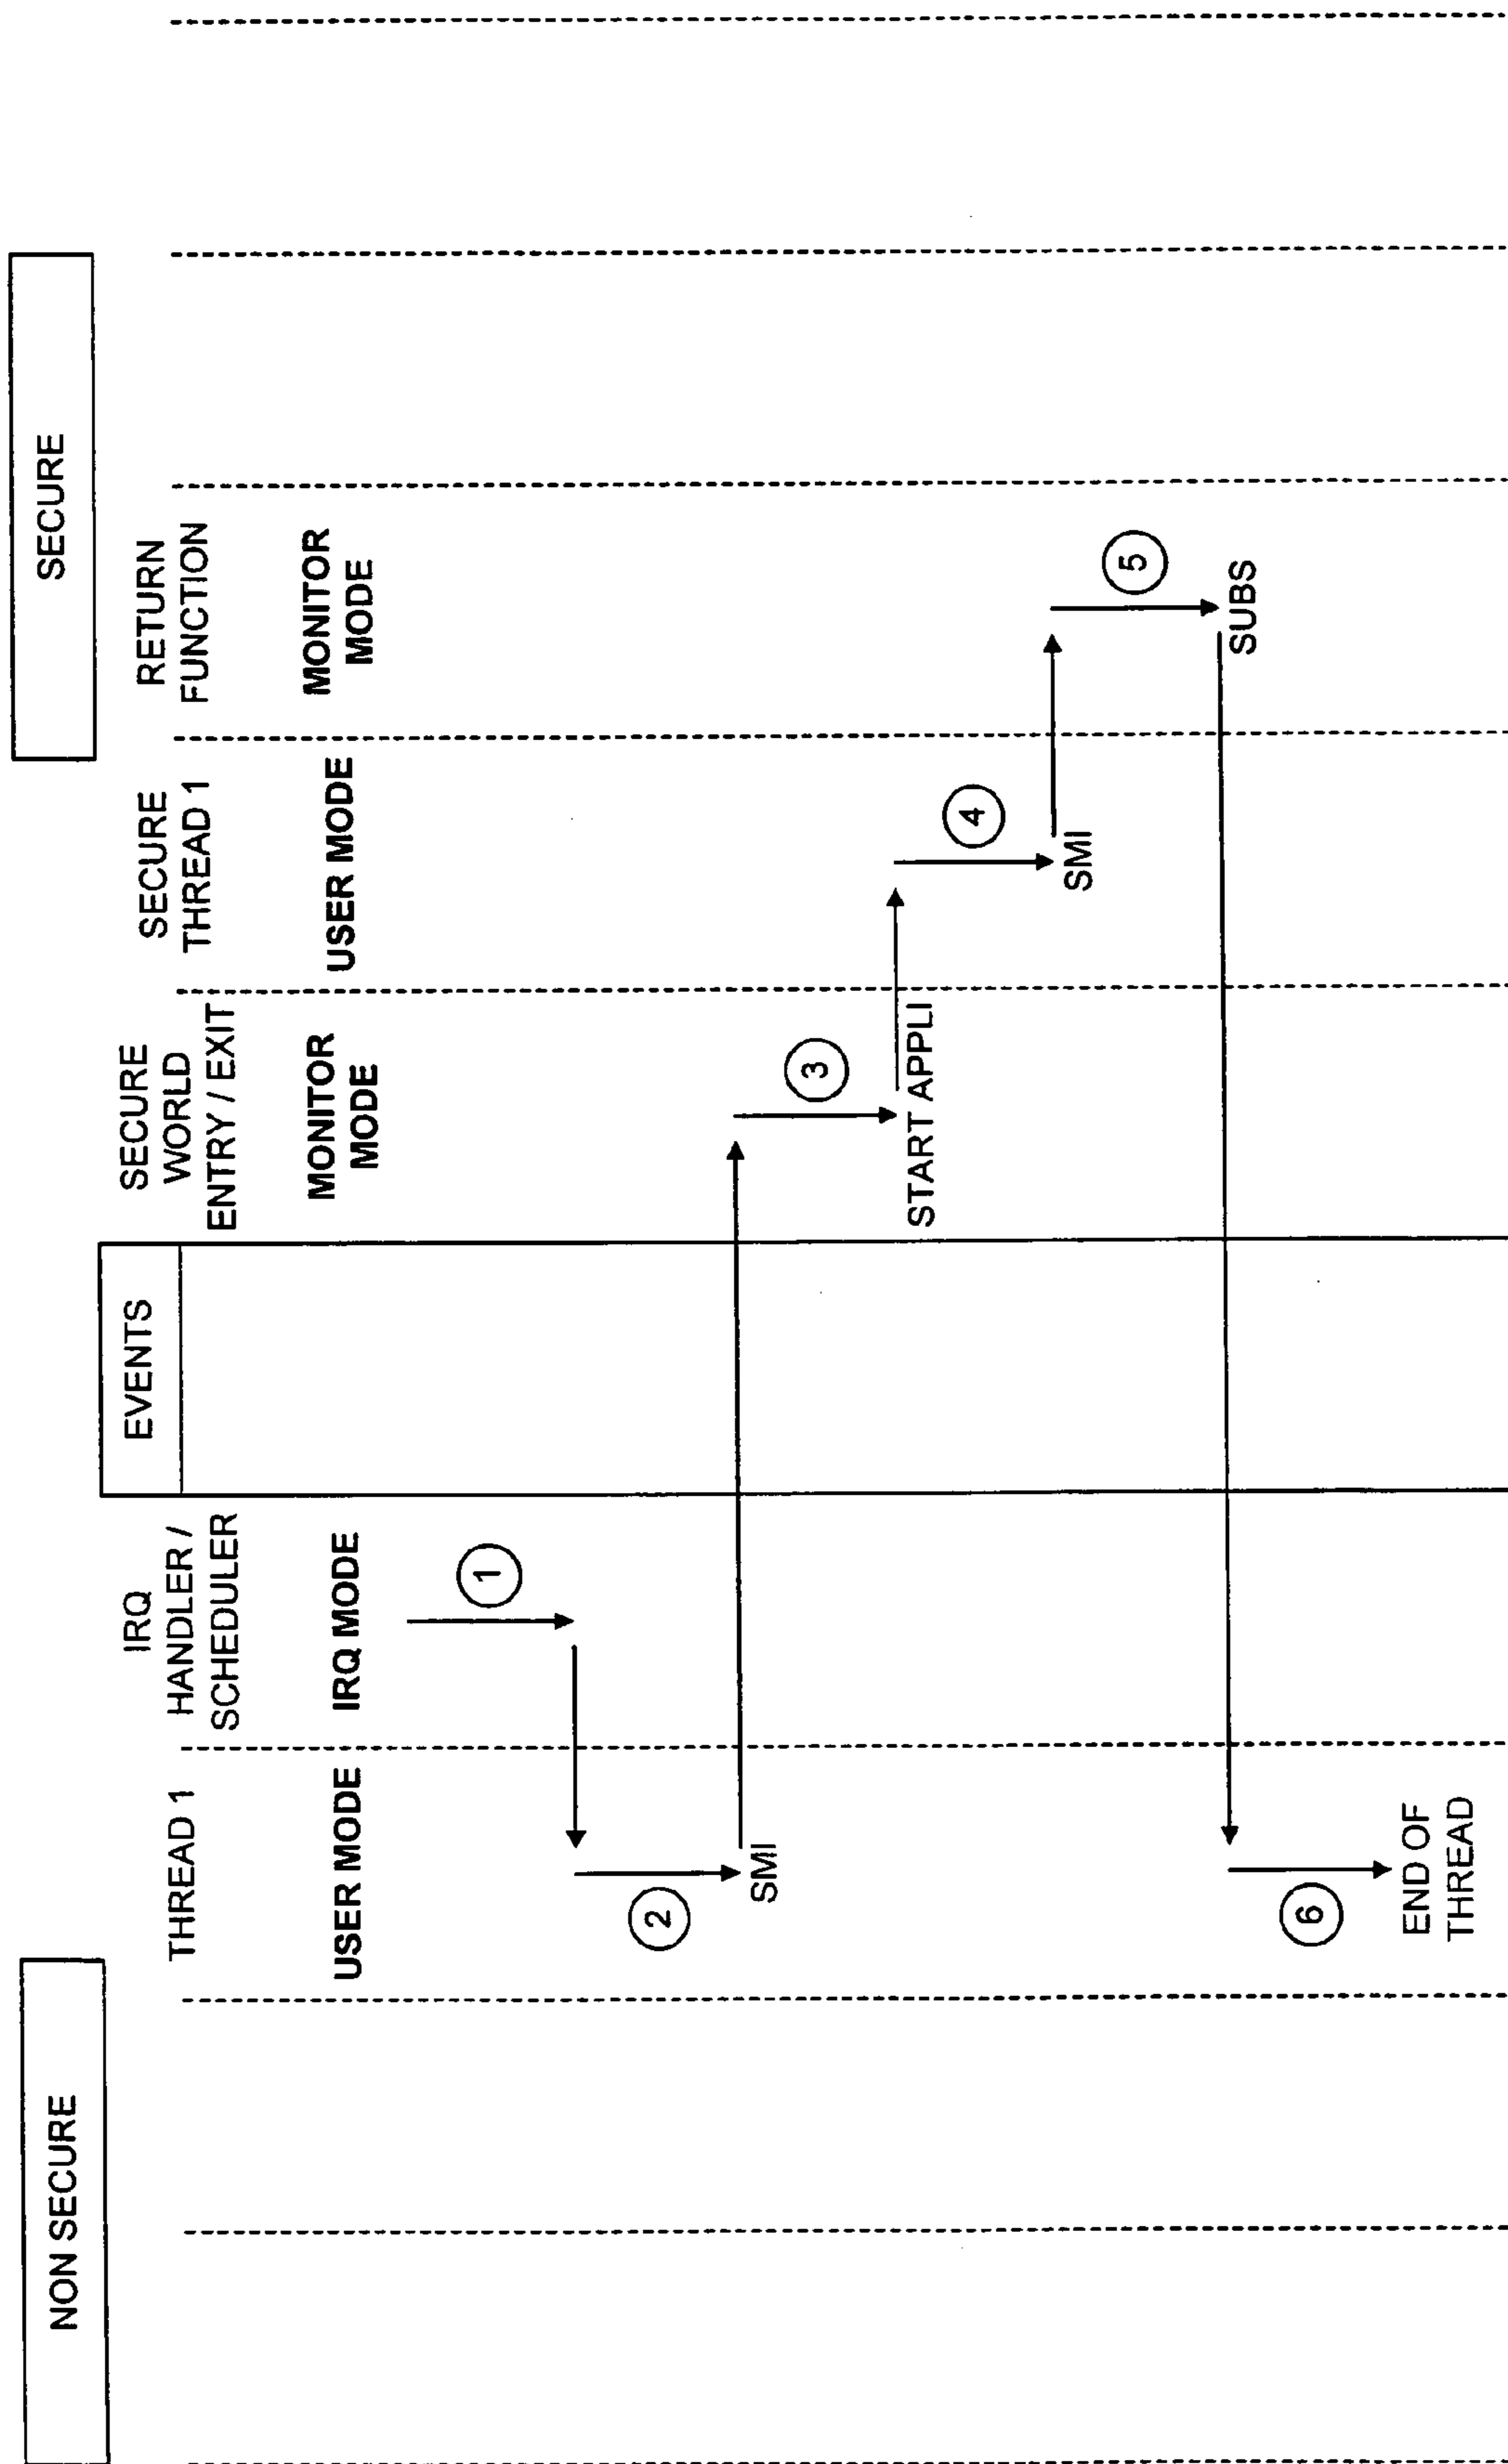 NON SECURE
SECURE
THREAD 1
IRQ
HANDLER /
SCHEDULER
EVENTS
SECURE
WORLD
ENTRY / EXIT
SECURE
THREAD 1
RETURN
FUNCTION
USER MODE
IRQ MODE
MONITOR
MODE
USER MODE
MONITOR
MODE
1
2
SMI
3
START APPLI
4
SMI
5
SUBS
6
END OF
THREAD